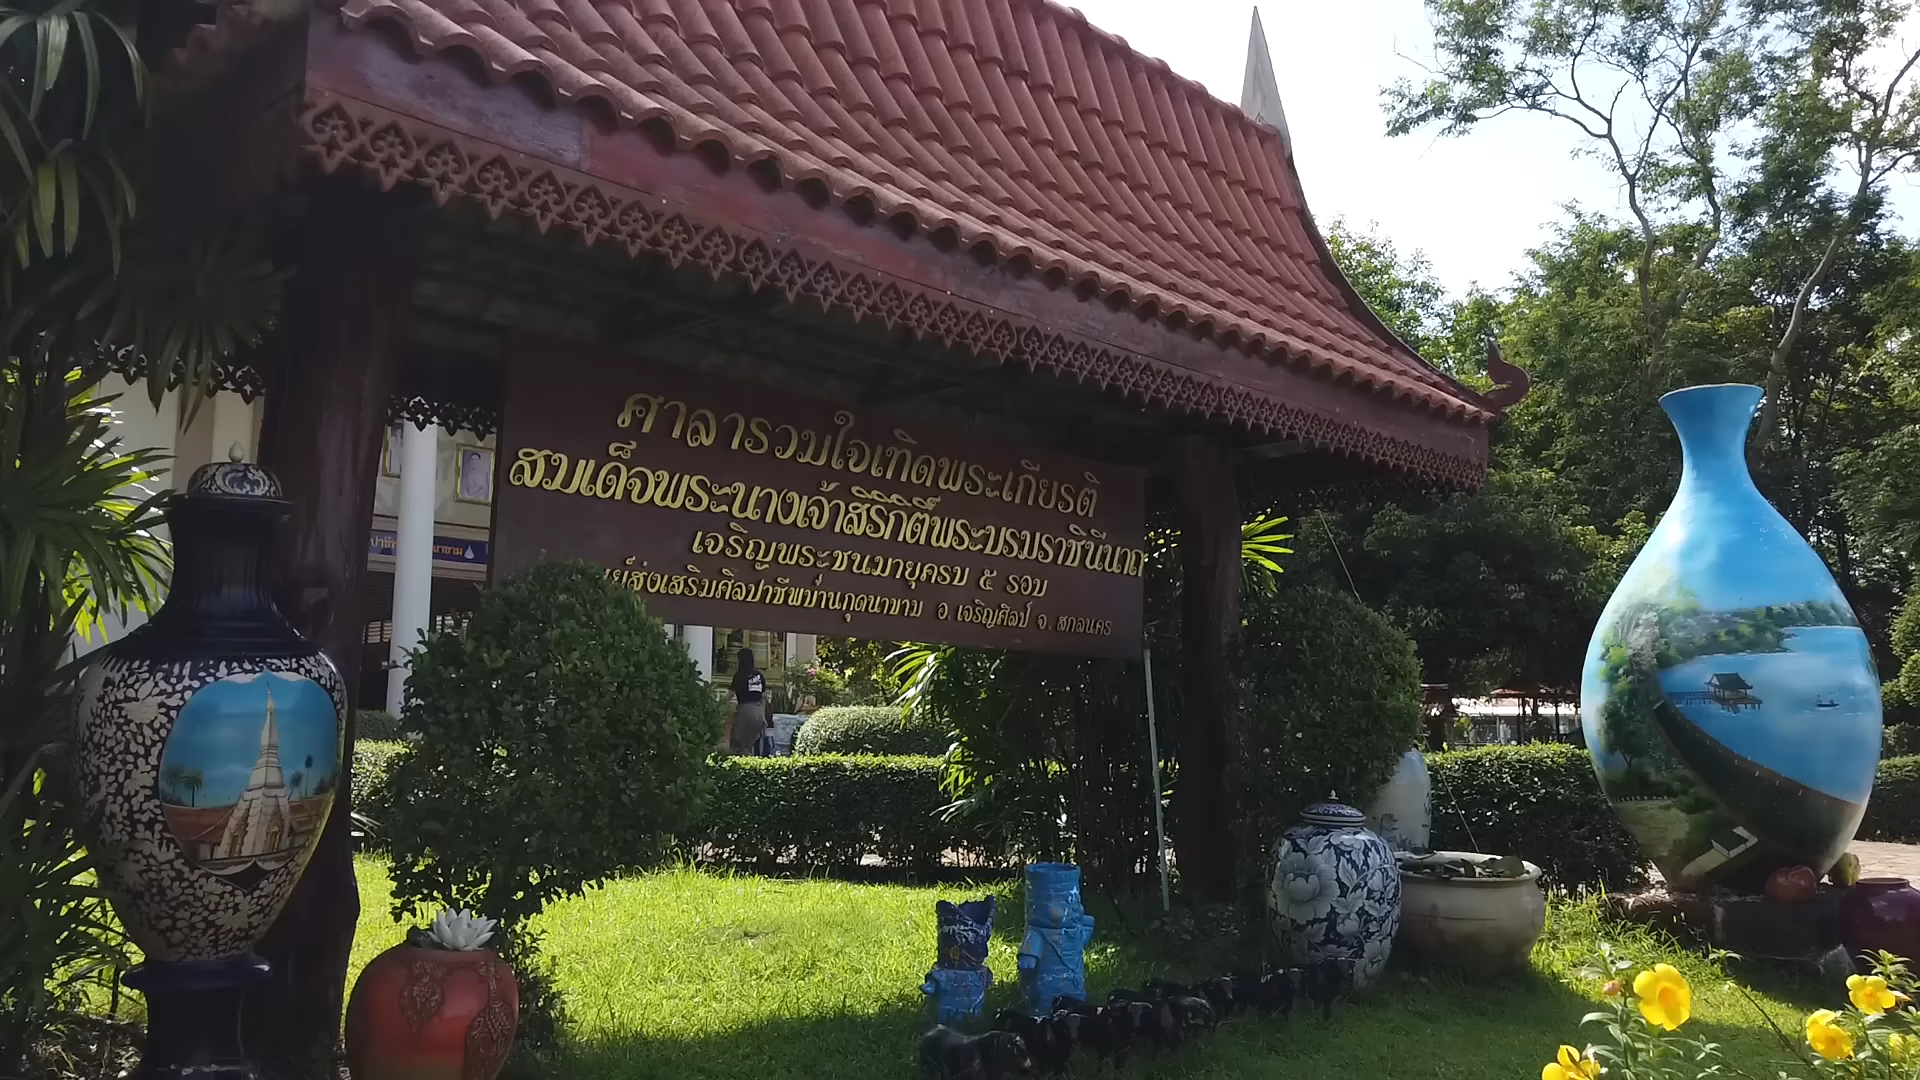 ศาลารวมใจเทิดพระเกียรติ
สมเด็จพระนางเจ้าสิริกิติ์พระบรมราชินีนาถ
เจริญพระชนมายุครบ ๕ รอบ
ส่งเสริมศิลปาชีพบ้านกุดนาขาม อ.เจริญศิลป์ จ.สกลนคร